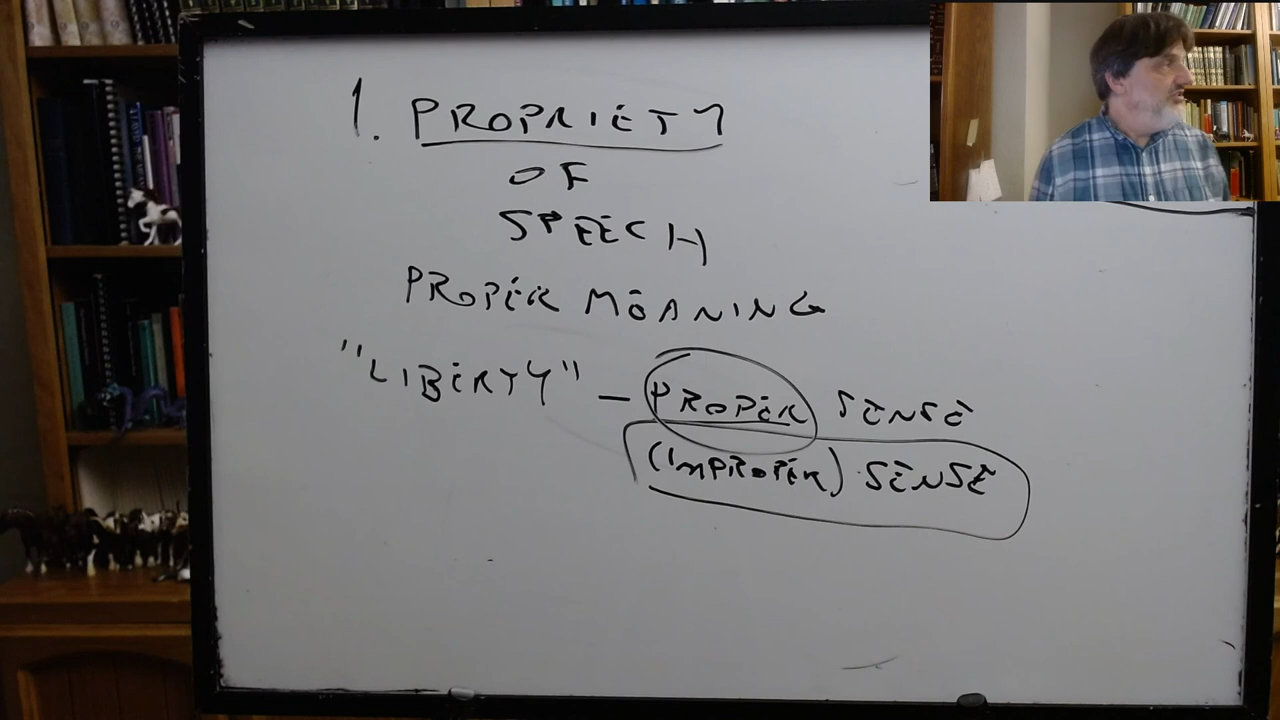 1. PROPRIETY
OF
SPEECH
PROPER MEANING
"LIBERTY" – PROPER SENSE
(IMPROPER) SENSE